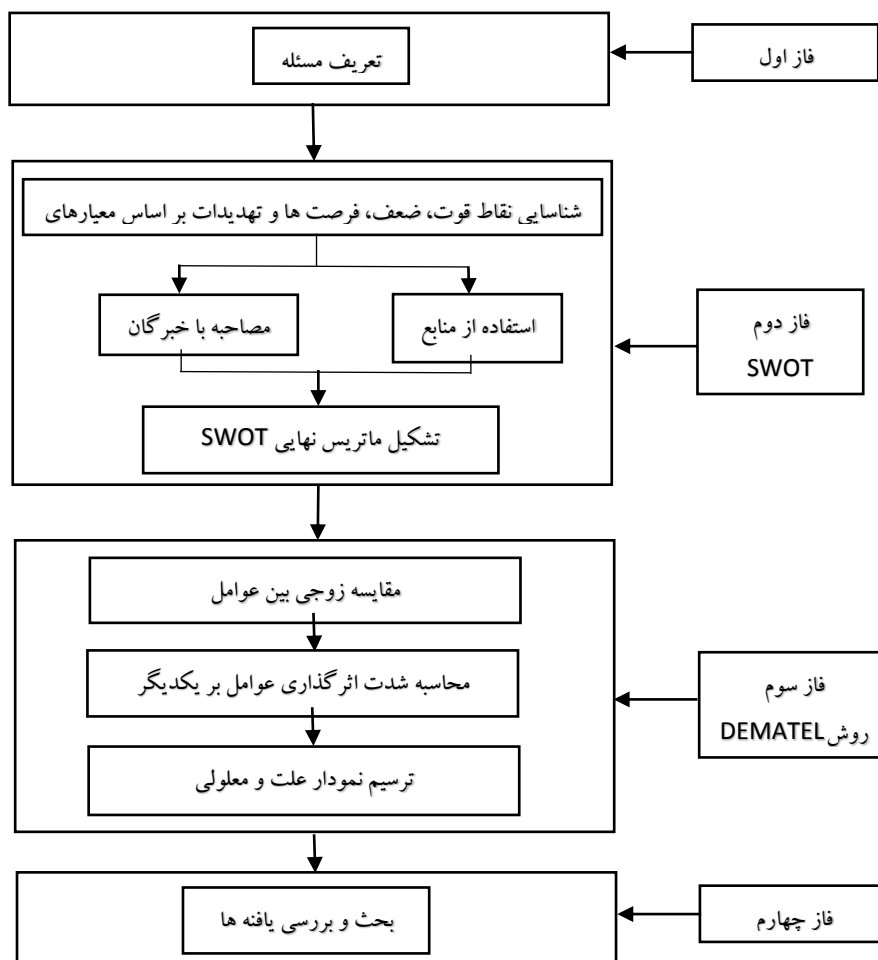 فاز اول
تعریف مسئله
شناسایی نقاط قوت، ضعف، فرصت ها و تهدیدات بر اساس معیارهای
فاز دوم
SWOT
استفاده از منابع
مصاحبه با خبرگان
تشکیل ماتریس نهایی SWOT
مقایسه زوجی بین عوامل
فاز سوم
روش DEMATEL
محاسبه شدت اثرگذاری عوامل بر یکدیگر
ترسیم نمودار علت و معلولی
فاز چهارم
بحث و بررسی یافته ها